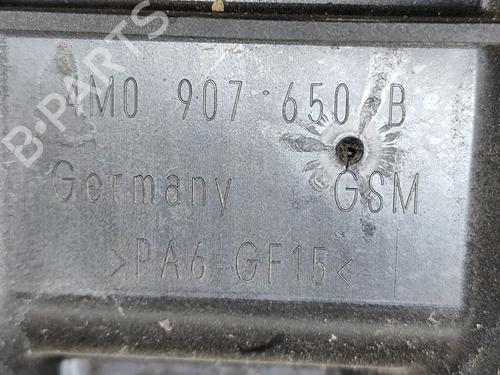 B-PARTS
4M0 907 650 B
Germany GSM
>PA6-GF15<